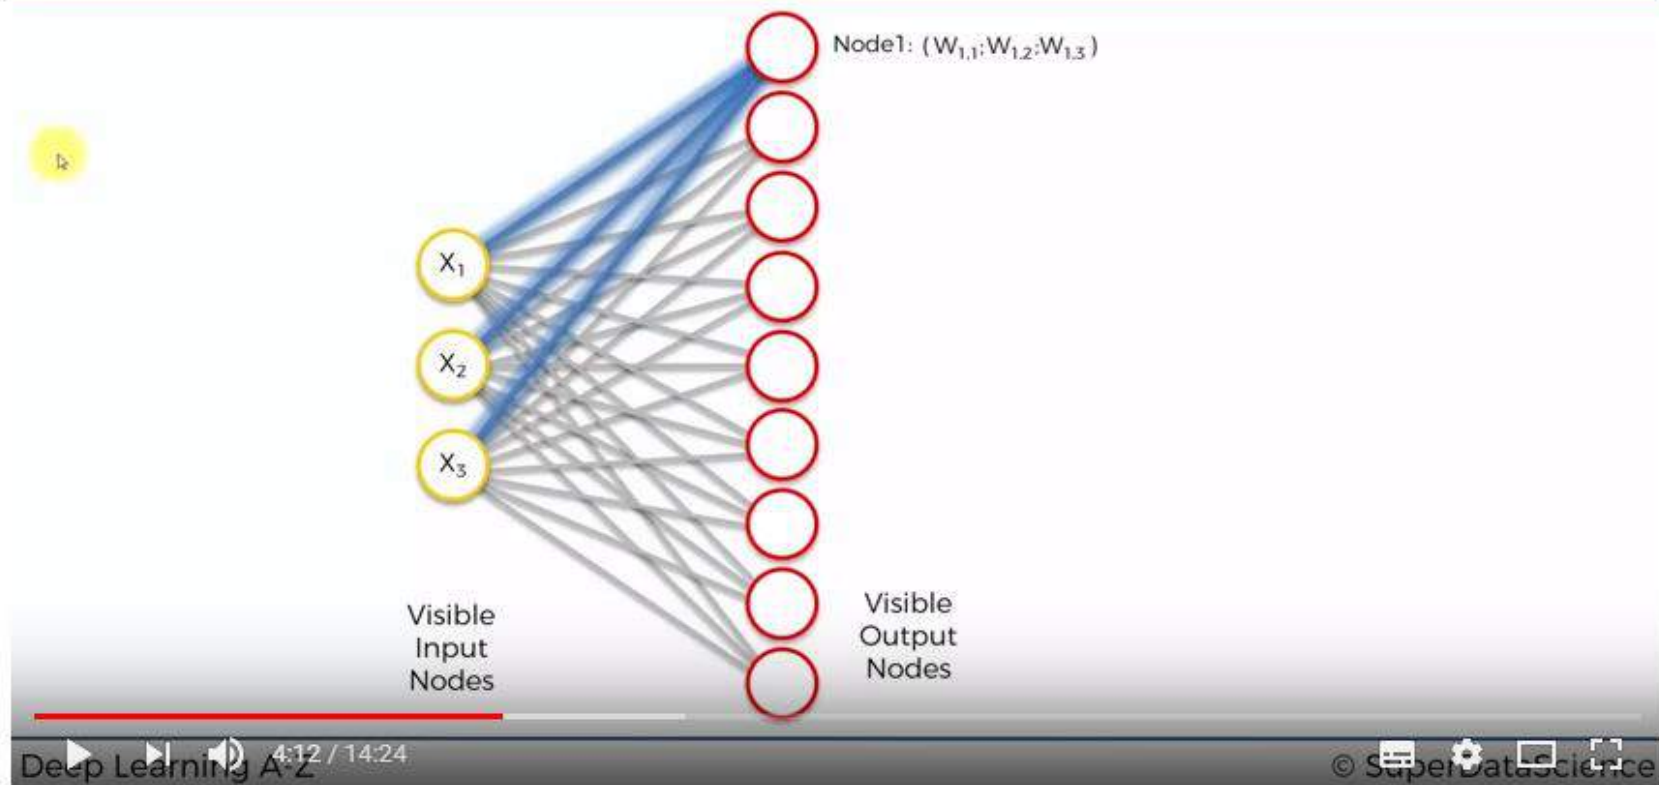 Node1: (W1,1;W1,2;W1,3)
X1
X2
X3
Visible
Input
Nodes
Visible
Output
Nodes
4:12 / 14:24
Deep Learning A-Z
© SuperDataScience